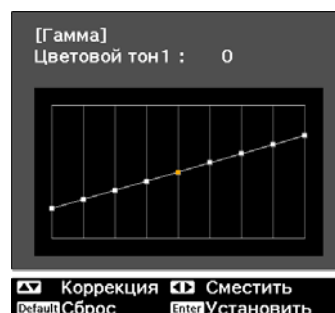 [Гамма]
Цветовой тон1 : 0
Коррекция Сместить
Default Сброс Enter Установить